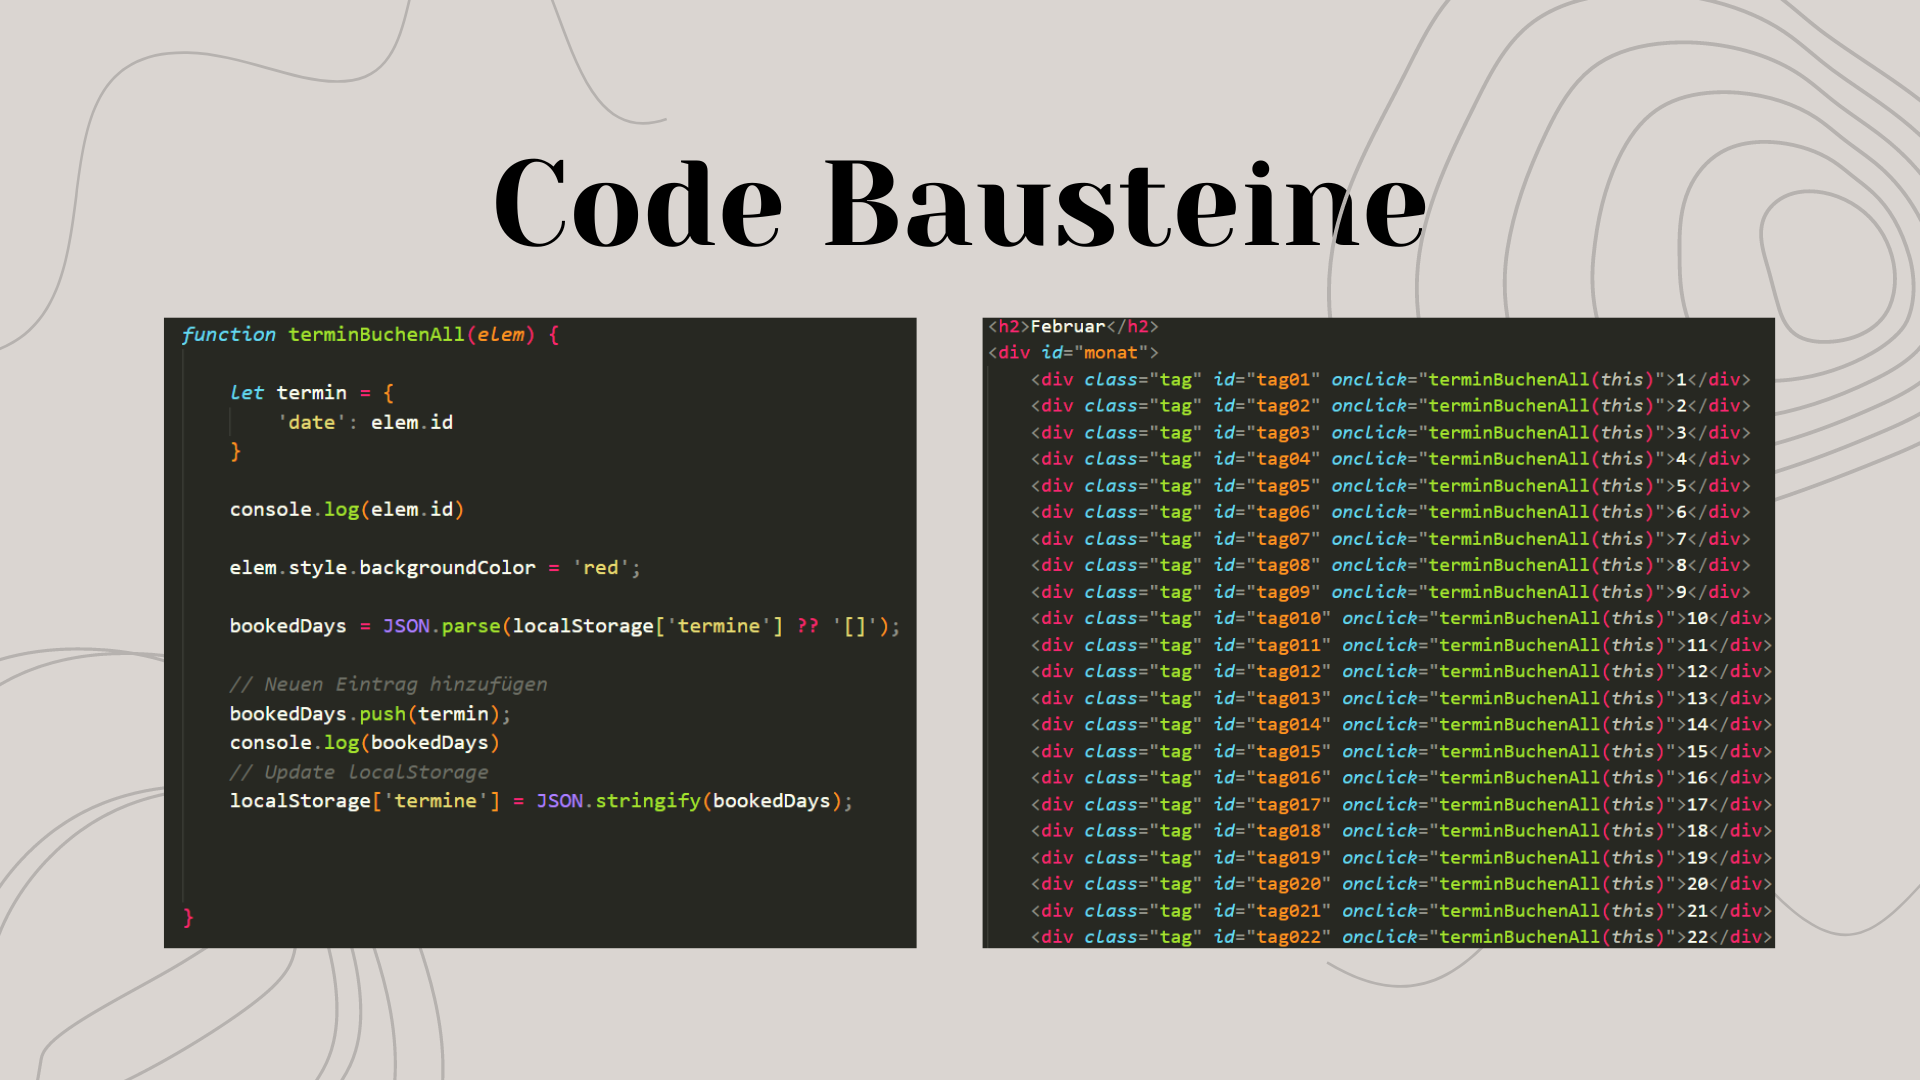 Code Bausteine
function terminBuchenAll(elem) {
let termin = {
'date': elem.id
}
console.log(elem.id)
elem.style.backgroundColor = 'red';
bookedDays = JSON.parse(localStorage['termine'] ?? '[]');
// Neuen Eintrag hinzufügen
bookedDays.push(termin);
console.log(bookedDays)
// Update localStorage
localStorage['termine'] = JSON.stringify(bookedDays);
}
<h2>Februar</h2>
<div id="monat">
<div class="tag" id="tag01" onclick="terminBuchenAll(this)">1</div>
<div class="tag" id="tag02" onclick="terminBuchenAll(this)">2</div>
<div class="tag" id="tag03" onclick="terminBuchenAll(this)">3</div>
<div class="tag" id="tag04" onclick="terminBuchenAll(this)">4</div>
<div class="tag" id="tag05" onclick="terminBuchenAll(this)">5</div>
<div class="tag" id="tag06" onclick="terminBuchenAll(this)">6</div>
<div class="tag" id="tag07" onclick="terminBuchenAll(this)">7</div>
<div class="tag" id="tag08" onclick="terminBuchenAll(this)">8</div>
<div class="tag" id="tag09" onclick="terminBuchenAll(this)">9</div>
<div class="tag" id="tag010" onclick="terminBuchenAll(this)">10</div>
<div class="tag" id="tag011" onclick="terminBuchenAll(this)">11</div>
<div class="tag" id="tag012" onclick="terminBuchenAll(this)">12</div>
<div class="tag" id="tag013" onclick="terminBuchenAll(this)">13</div>
<div class="tag" id="tag014" onclick="terminBuchenAll(this)">14</div>
<div class="tag" id="tag015" onclick="terminBuchenAll(this)">15</div>
<div class="tag" id="tag016" onclick="terminBuchenAll(this)">16</div>
<div class="tag" id="tag017" onclick="terminBuchenAll(this)">17</div>
<div class="tag" id="tag018" onclick="terminBuchenAll(this)">18</div>
<div class="tag" id="tag019" onclick="terminBuchenAll(this)">19</div>
<div class="tag" id="tag020" onclick="terminBuchenAll(this)">20</div>
<div class="tag" id="tag021" onclick="terminBuchenAll(this)">21</div>
<div class="tag" id="tag022" onclick="terminBuchenAll(this)">22</div>